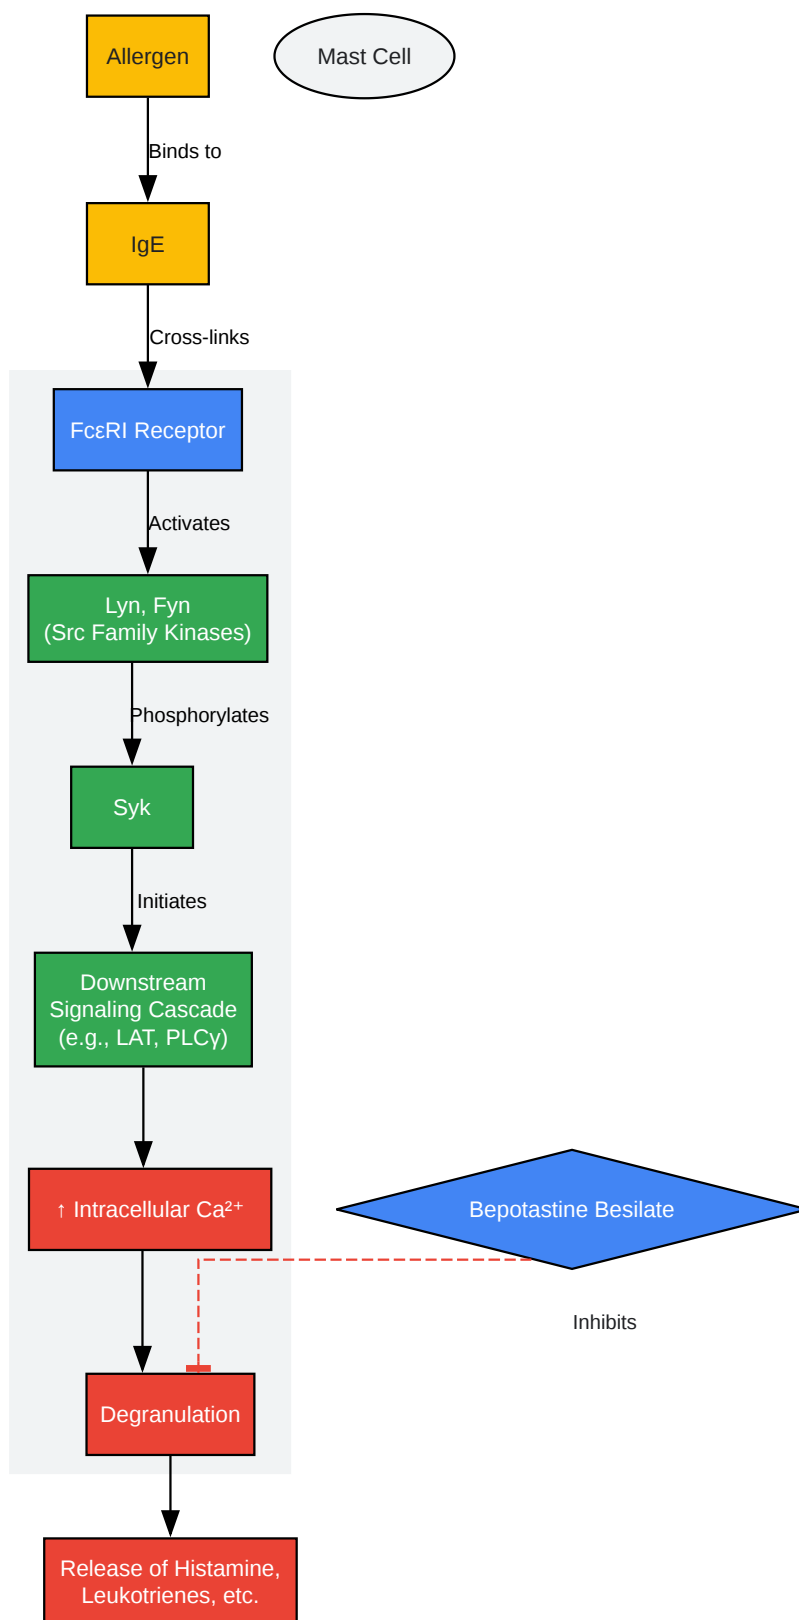 Allergen
Mast Cell
Binds to
IgE
Cross-links
FcεRI Receptor
Activates
Lyn, Fyn
(Src Family Kinases)
Phosphorylates
Syk
Initiates
Downstream
Signaling Cascade
(e.g., LAT, PLCγ)
↑ Intracellular Ca²⁺
Bepotastine Besilate
Inhibits
Degranulation
Release of Histamine,
Leukotrienes, etc.